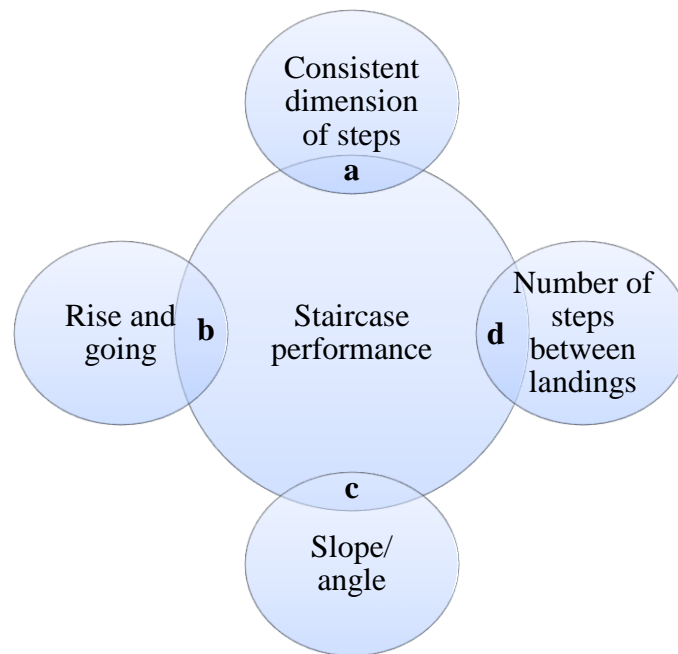 Consistent
dimension
of steps
a
Rise and
going
b
Staircase
performance
d
Number of
steps
between
landings
c
Slope/
angle